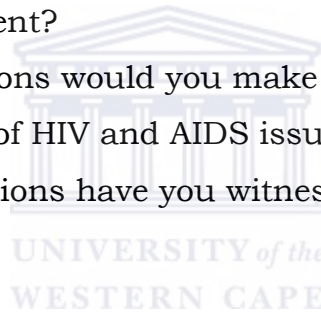 ent?
ons would you make
of HIV and AIDS issu
ions have you witnes
UNIVERSITY of the
WESTERN CAPE